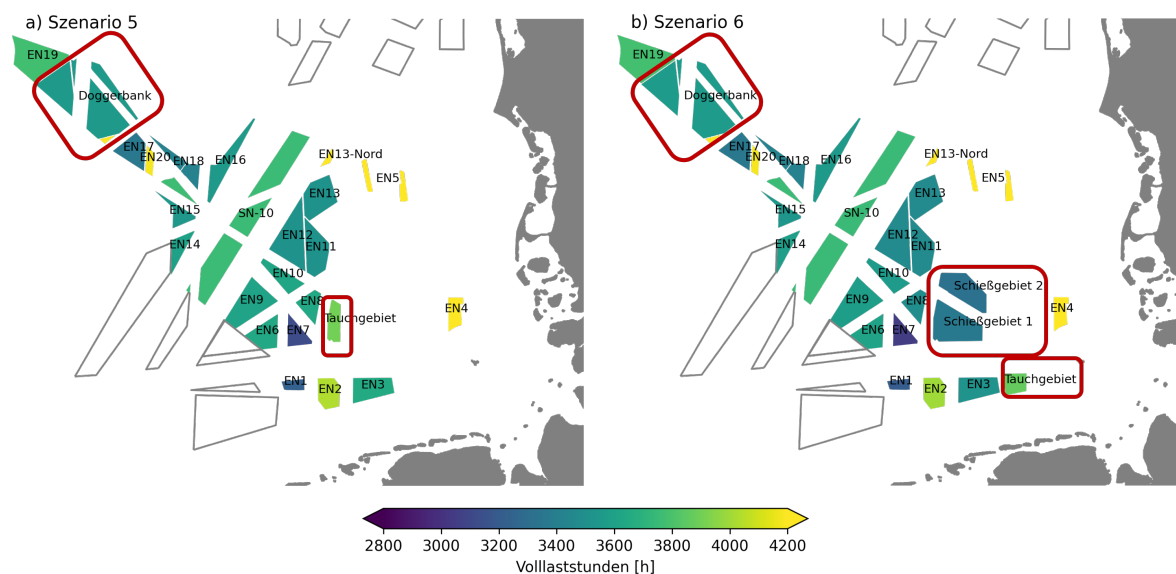 a) Szenario 5
EN19
Doggerbank
EN17
EN20
EN18
EN16
EN13-Nord
EN5
EN13
EN15
SN-10
EN14
EN12
EN11
EN10
EN9
EN8
Tauchgebiet
EN6
EN7
EN4
EN1
EN2
EN3
b) Szenario 6
EN19
Doggerbank
EN17
EN20
EN18
EN16
EN13-Nord
EN5
EN13
EN15
SN-10
EN14
EN12
EN11
EN10
EN9
EN8
Schießgebiet 2
Schießgebiet 1
EN6
EN7
EN4
EN1
EN2
EN3
Tauchgebiet
2800 3000 3200 3400 3600 3800 4000 4200
Volllaststunden [h]